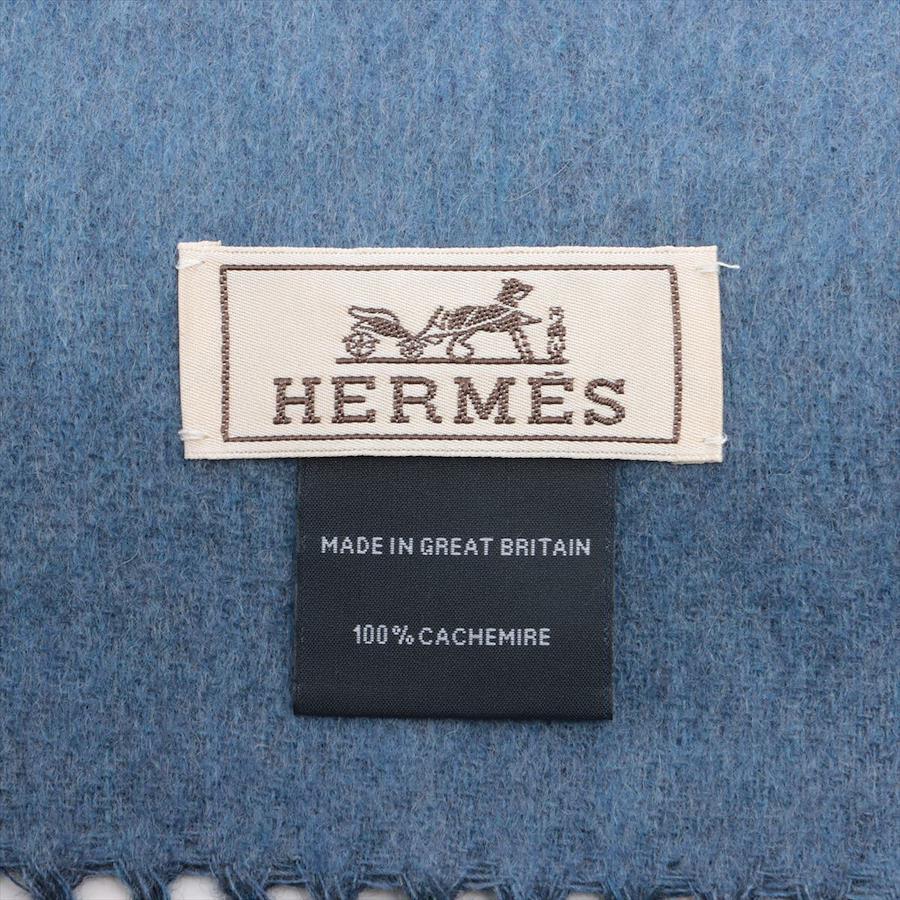 HERMÈS
MADE IN GREAT BRITAIN
100% CACHEMIRE